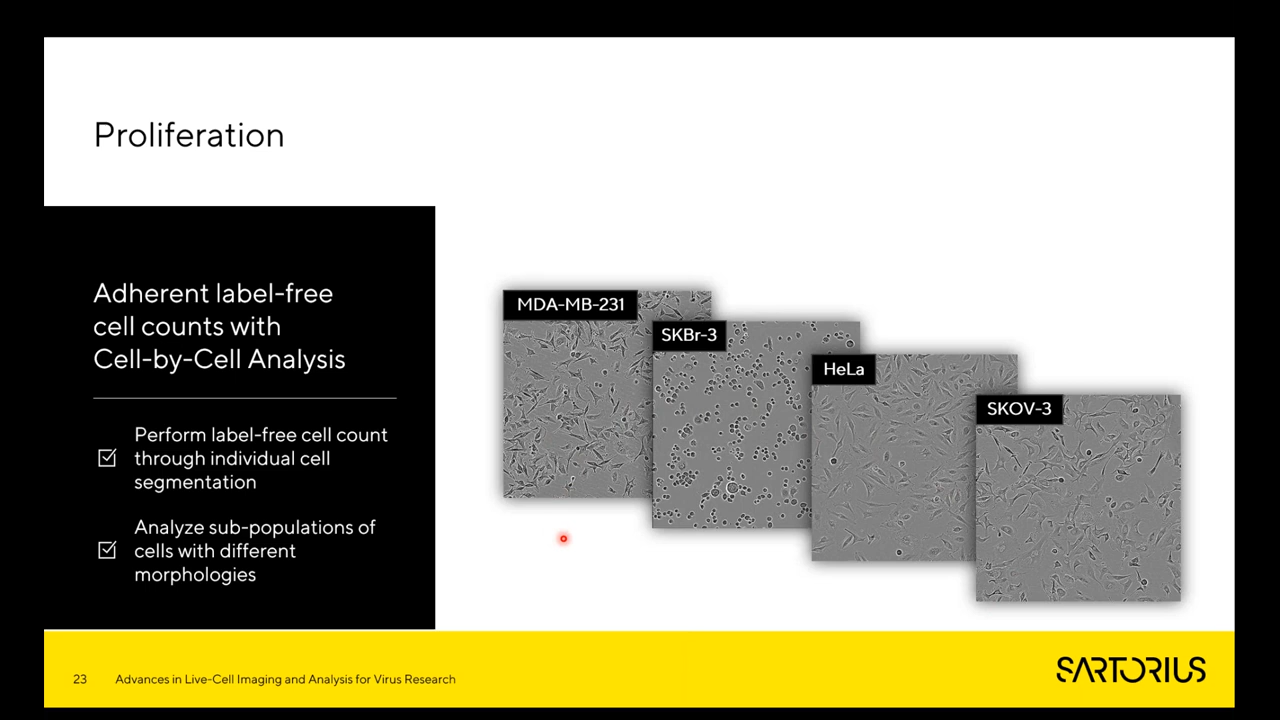 Proliferation
Adherent label-free
cell counts with
Cell-by-Cell Analysis
Perform label-free cell count
through individual cell
segmentation
Analyze sub-populations of
cells with different
morphologies
MDA-MB-231
SKBr-3
HeLa
SKOV-3
23
Advances in Live-Cell Imaging and Analysis for Virus Research
SARTORIUS